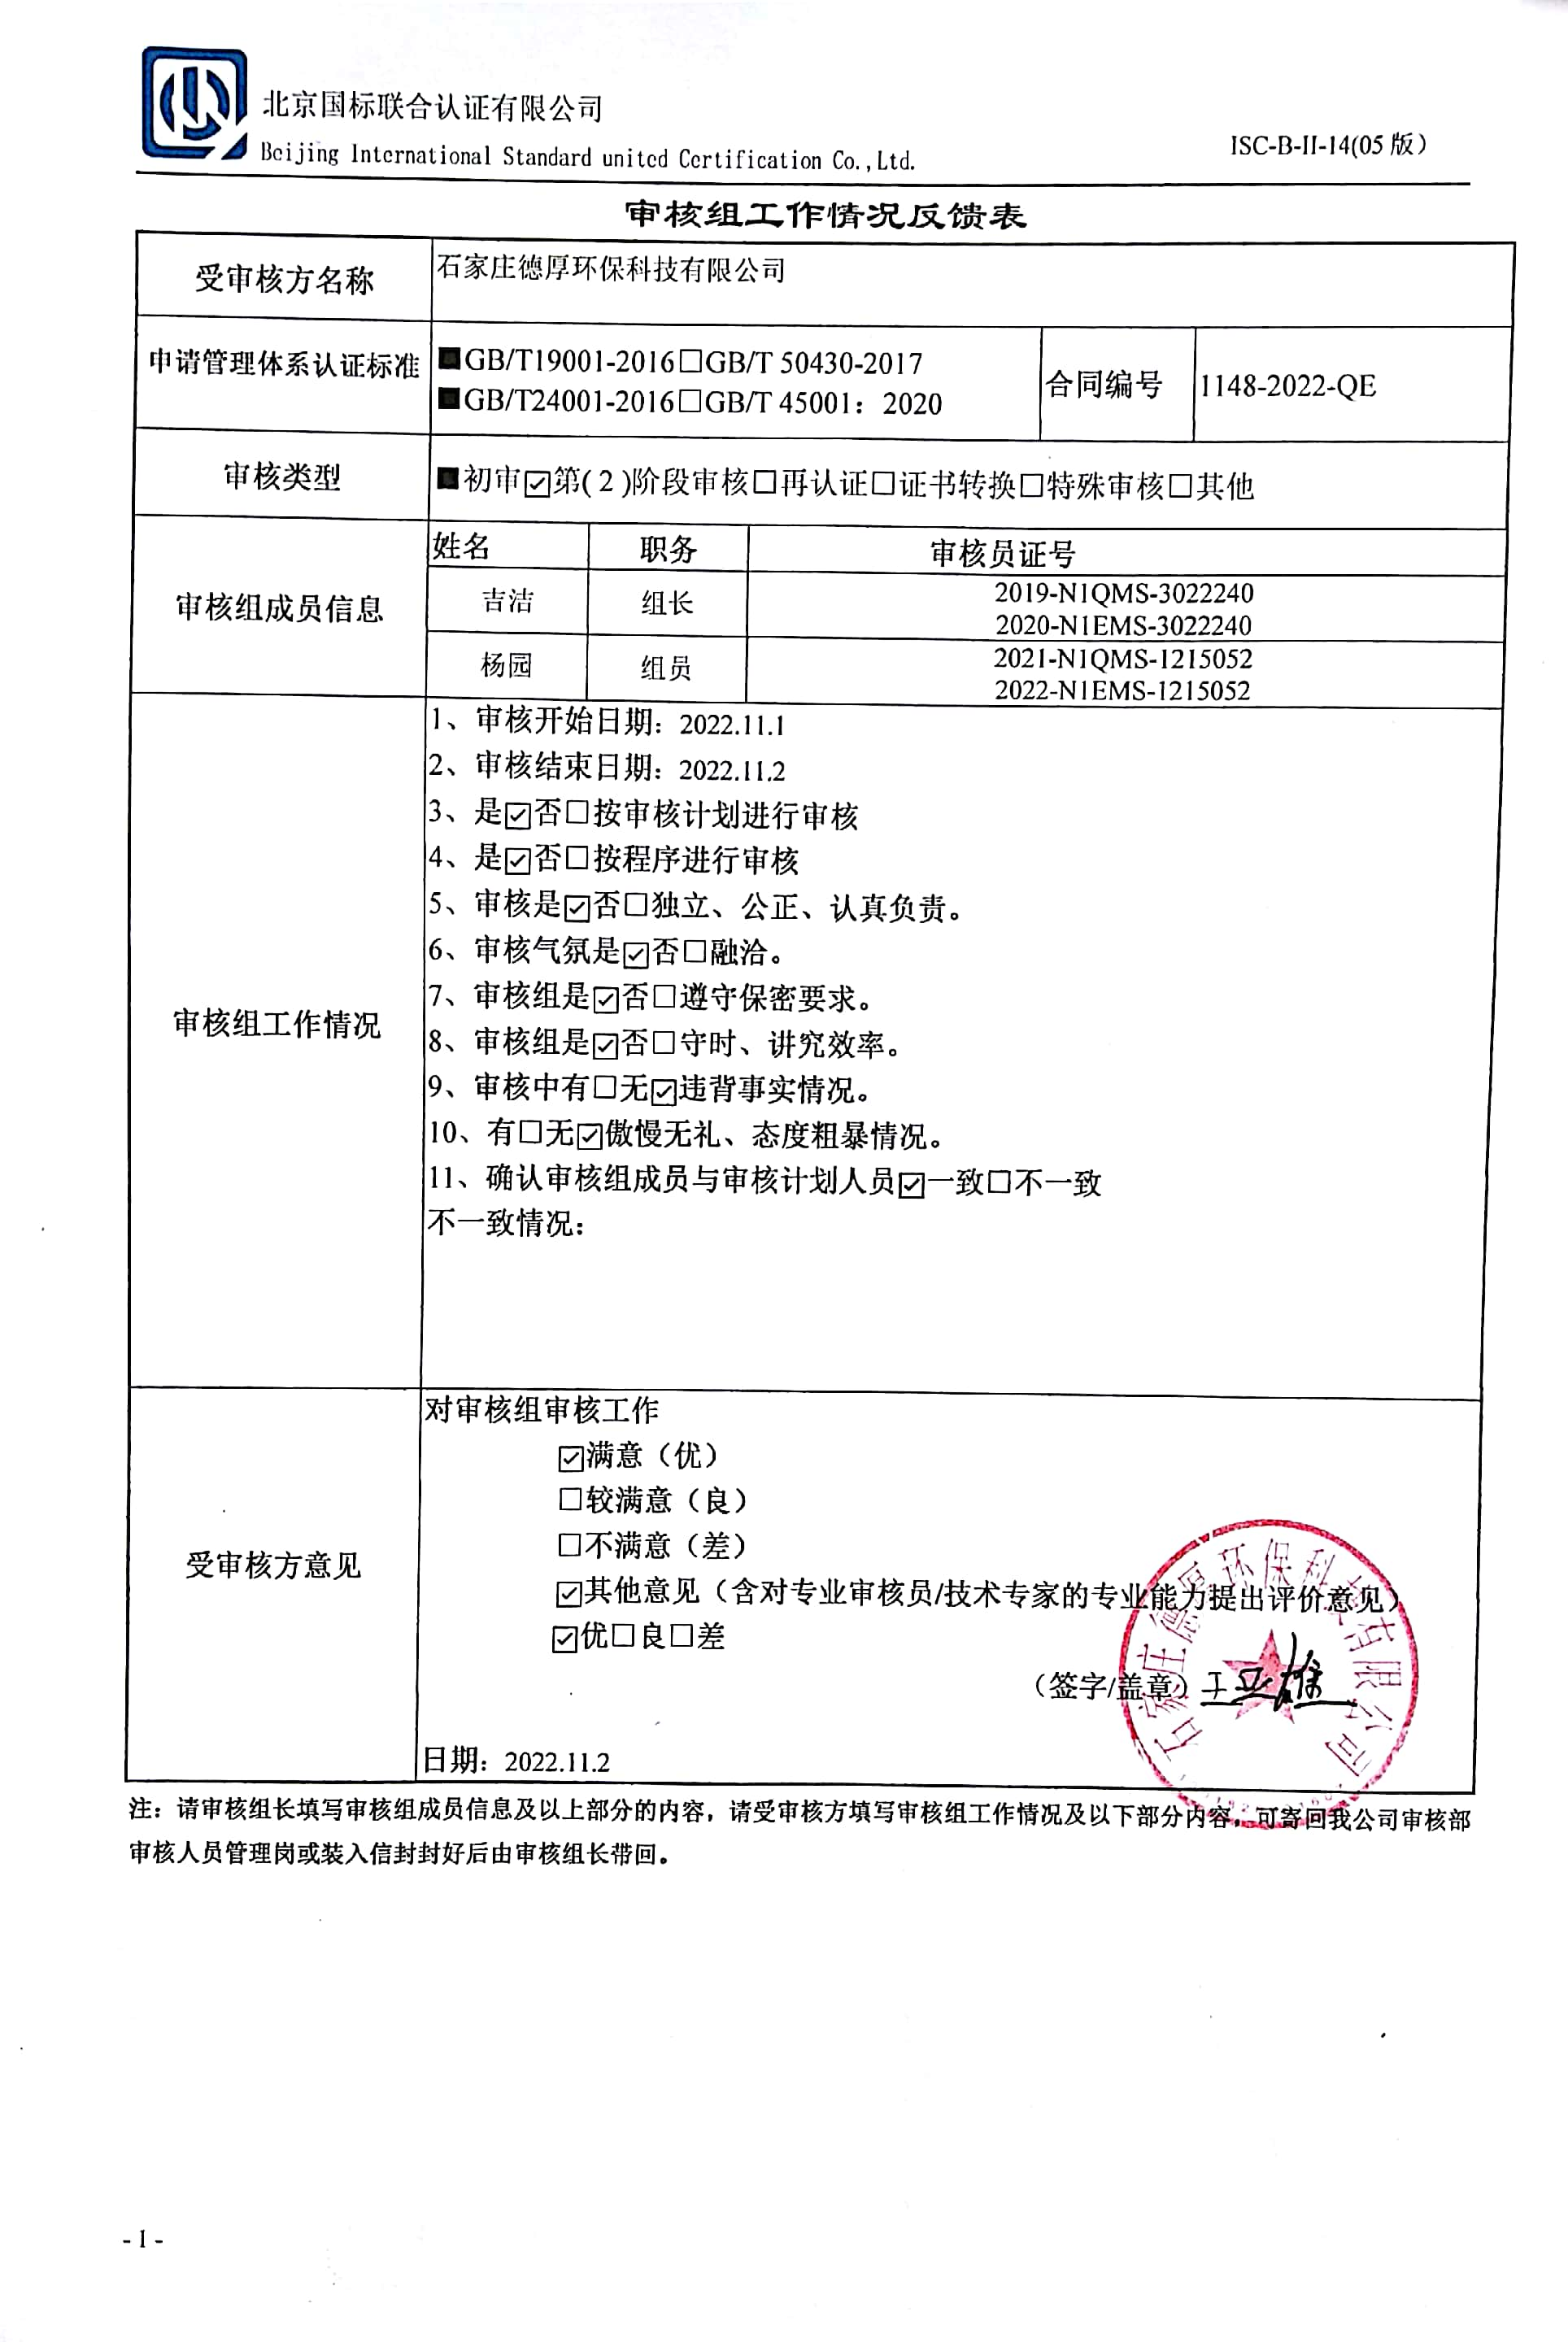 北京国标联合认证有限公司
Beijing International Standard united Certification Co.,Ltd.
ISC-B-II-14(05版)
审核组工作情况反馈表
受审核方名称
石家庄德厚环保科技有限公司
申请管理体系认证标准
■GB/T19001-2016□GB/T 50430-2017
■GB/T24001-2016□GB/T 45001：2020
合同编号
1148-2022-QE
审核类型
■初审☑第(2)阶段审核□再认证□证书转换□特殊审核□其他
审核组成员信息
姓名 职务 审核员证号
吉洁 组长 2019-N1QMS-3022240
2020-N1EMS-3022240
杨园 组员 2021-N1QMS-1215052
2022-N1EMS-1215052
审核组工作情况
1、审核开始日期：2022.11.1
2、审核结束日期：2022.11.2
3、是☑否□按审核计划进行审核
4、是☑否□按程序进行审核
5、审核是☑否□独立、公正、认真负责。
6、审核气氛是☑否□融洽。
7、审核组是☑否□遵守保密要求。
8、审核组是☑否□守时、讲究效率。
9、审核中有□无☑违背事实情况。
10、有□无☑傲慢无礼、态度粗暴情况。
11、确认审核组成员与审核计划人员☑一致□不一致
不一致情况：
受审核方意见
对审核组审核工作
☑满意（优）
□较满意（良）
□不满意（差）
☑其他意见（含对专业审核员/技术专家的专业能力提出评价意见）
☑优□良□差
（签字/盖章）
石家庄德厚环保科技有限公司
日期：2022.11.2
注：请审核组长填写审核组成员信息及以上部分的内容，请受审核方填写审核组工作情况及以下部分内容，可寄回我公司审核部
审核人员管理岗或装入信封封好后由审核组长带回。
- 1 -